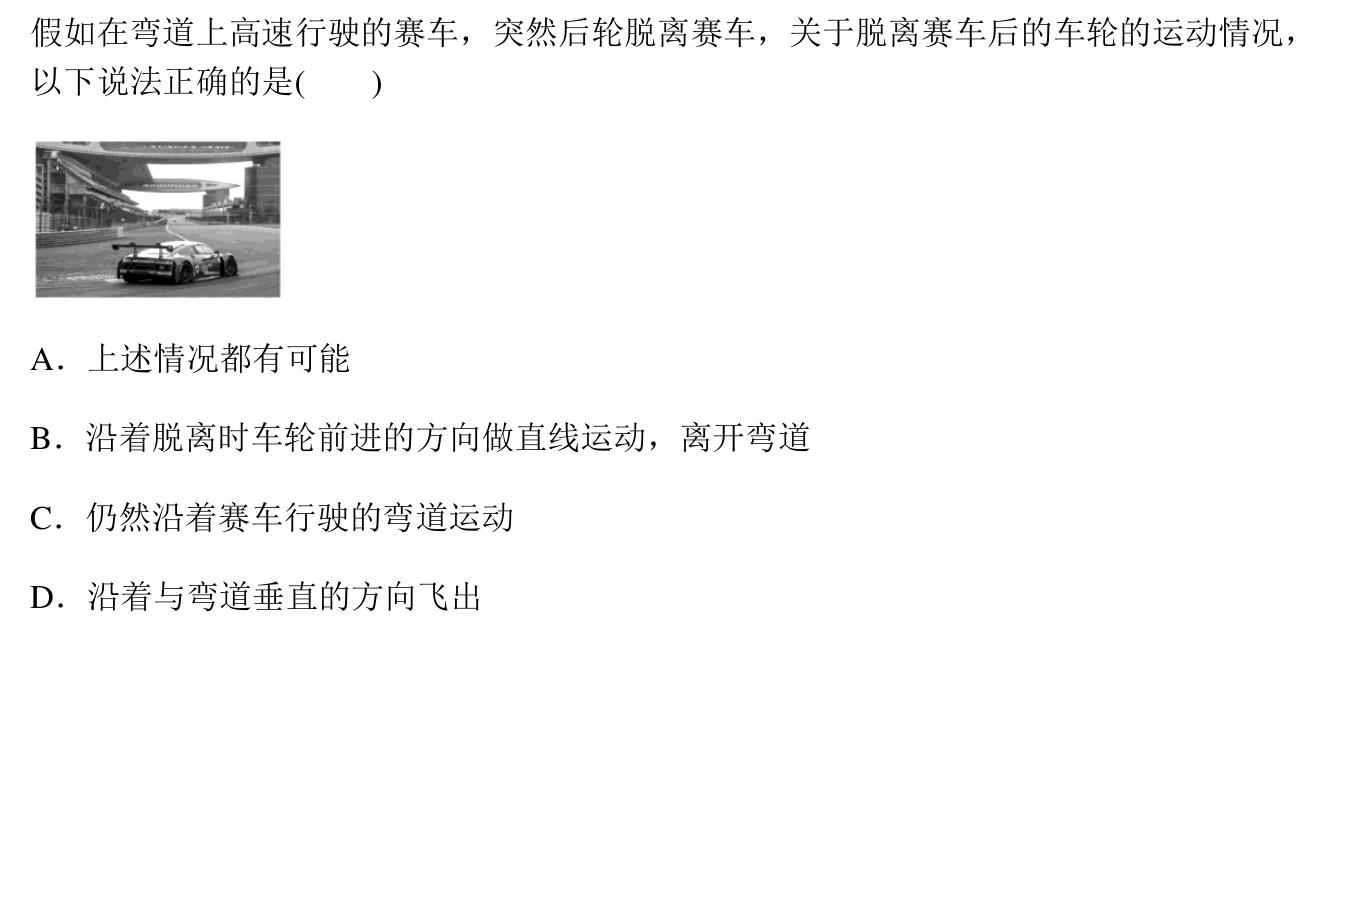 假如在弯道上高速行驶的赛车，突然后轮脱离赛车，关于脱离赛车后的车轮的运动情况，
以下说法正确的是(　　)
A．上述情况都有可能
B．沿着脱离时车轮前进的方向做直线运动，离开弯道
C．仍然沿着赛车行驶的弯道运动
D．沿着与弯道垂直的方向飞出